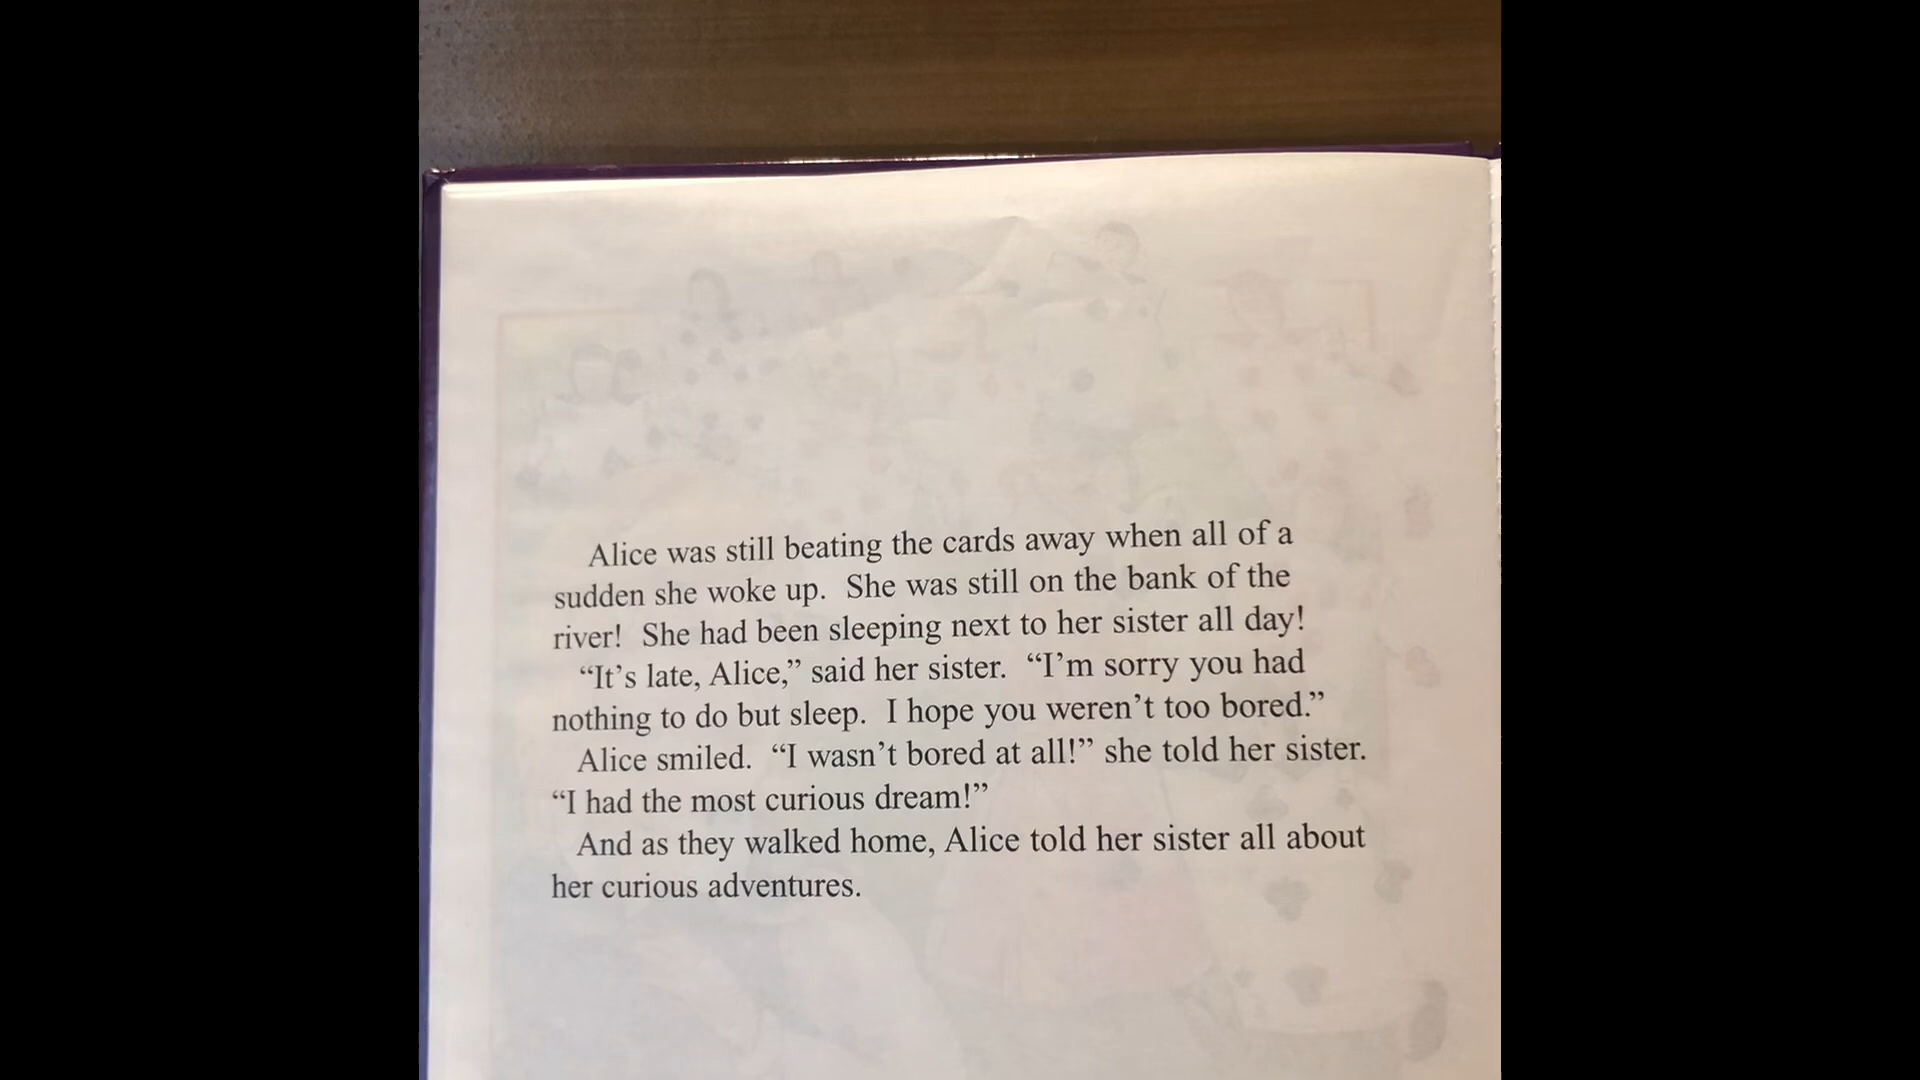 Alice was still beating the cards away when all of a
sudden she woke up.  She was still on the bank of the
river!  She had been sleeping next to her sister all day!
“It’s late, Alice,” said her sister.  “I’m sorry you had
nothing to do but sleep.  I hope you weren’t too bored.”
Alice smiled.  “I wasn’t bored at all!” she told her sister.
“I had the most curious dream!”
And as they walked home, Alice told her sister all about
her curious adventures.